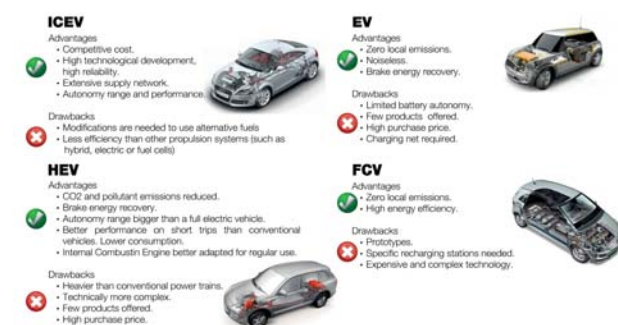 ICEV
Advantages
• Competitive cost.
• High technological development,
high reliability.
• Extensive supply network.
• Autonomy range and performance.
Drawbacks
• Modifications are needed to use alternative fuels
• Less efficiency than other propulsion systems (such as
hybrid, electric or fuel cells)
EV
Advantages
• Zero local emissions.
• Noiseless.
• Brake energy recovery.
Drawbacks
• Limited battery autonomy.
• Few products offered.
• High purchase price.
• Charging net required.
HEV
Advantages
• CO2 and pollutant emissions reduced.
• Brake energy recovery.
• Autonomy range bigger than a full electric vehicle.
• Better performance on short trips than conventional
vehicles. Lower consumption.
• Internal Combustin Engine better adapted for regular use.
Drawbacks
• Heavier than conventional power trains.
• Technically more complex.
• Few products offered.
• High purchase price.
FCV
Advantages
• Zero local emissions.
• High energy efficiency.
Drawbacks
• Prototypes.
• Specific recharging stations needed.
• Expensive and complex technology.